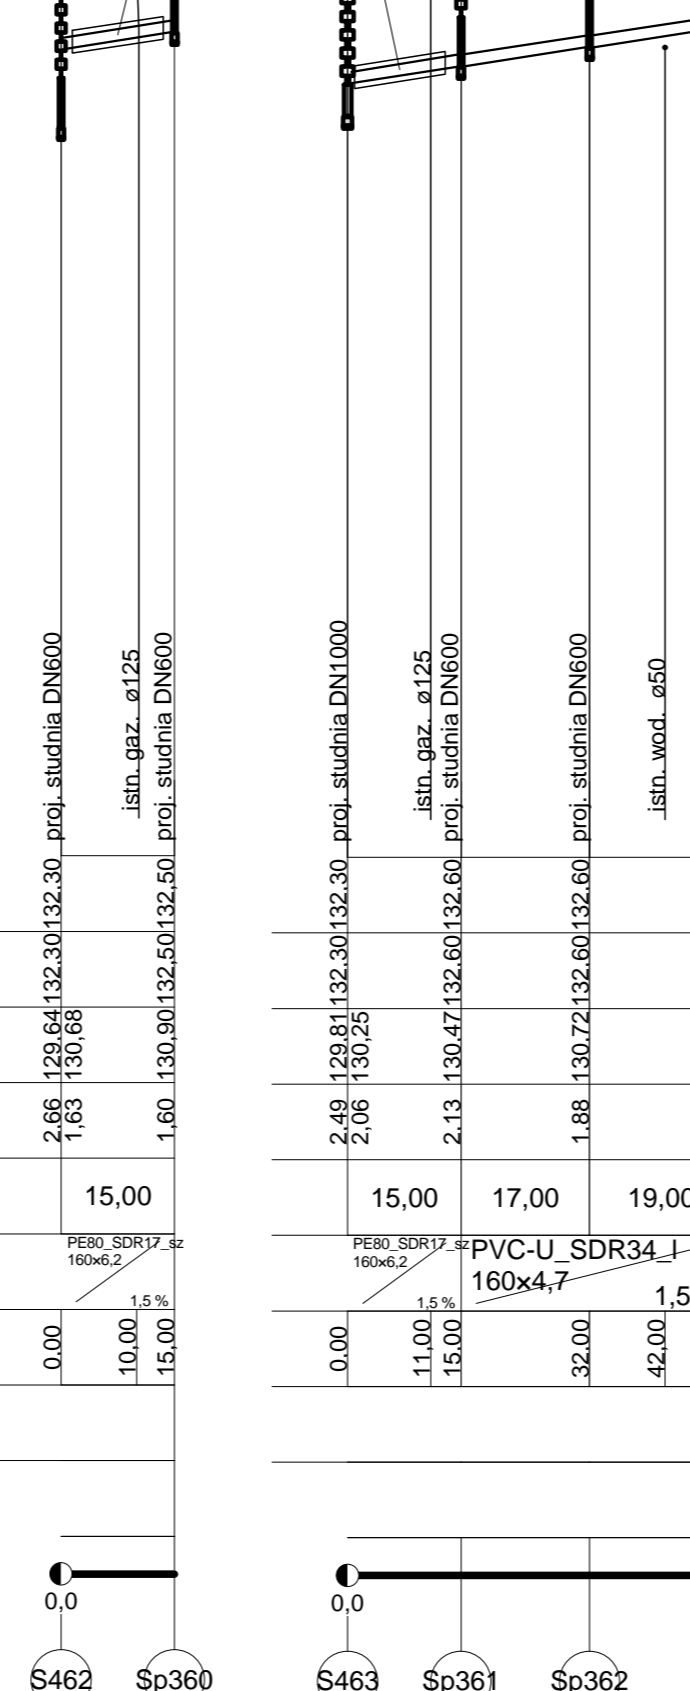 proj. studnia DN600
istn. gaz. ø125
proj. studnia DN600
proj. studnia DN1000
istn. gaz. ø125
proj. studnia DN600
proj. studnia DN600
istn. wod. ø50
132.30
132,50
132.30
132.60
132.60
132.30
132,50
132.30
132.60
132.60
129.64
130,68
130,90
129.81
130,25
130.47
130.72
2.66
1,63
1,60
2.49
2,06
2.13
1.88
15,00
15,00
17,00
19,00
PE80_SDR17_sz
160×6,2
1,5 %
PE80_SDR17_sz
160×6,2
1,5 %
PVC-U_SDR34_l
160×4,7
1,5
0.00
10,00
15,00
0.00
11,00
15.00
32.00
42,00
0,0
0,0
S462
Sp360
S463
Sp361
Sp362